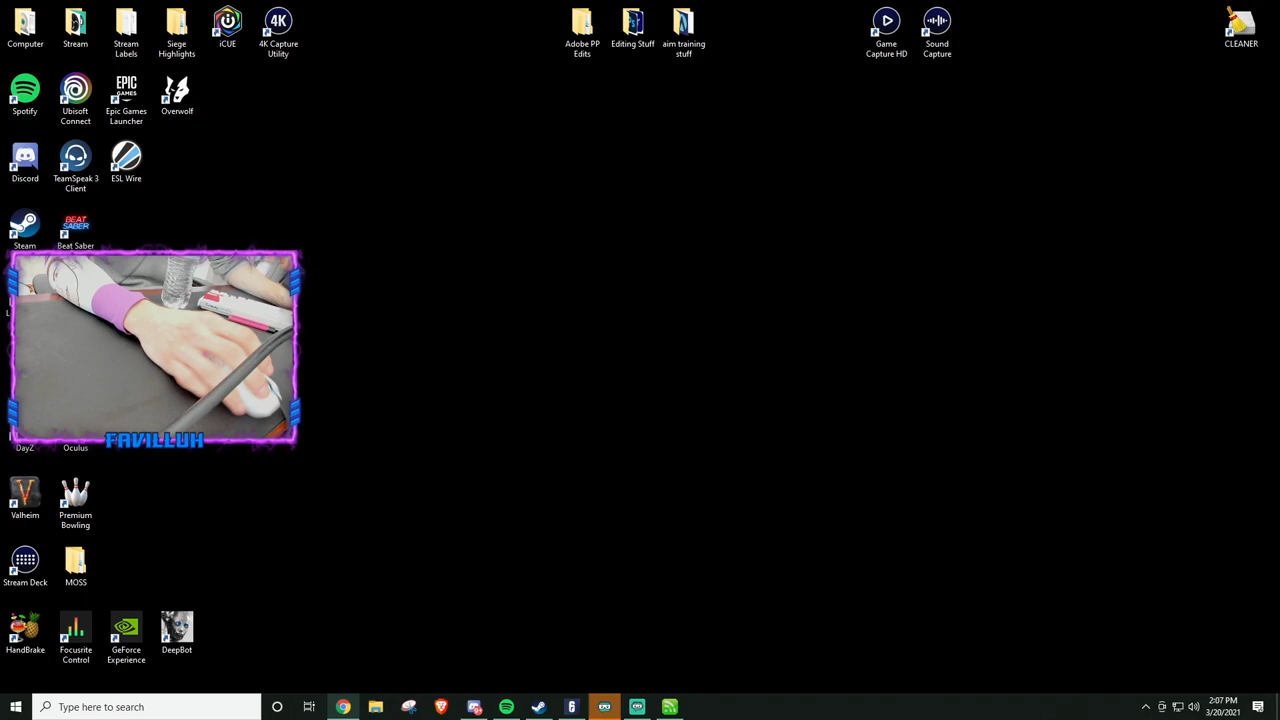 Computer
Stream
Stream
Labels
Siege
Highlights
iCUE
4K
4K Capture
Utility
Adobe PP
Edits
Editing Stuff
aim training
stuff
Game
Capture HD
Sound
Capture
CLEANER
Spotify
Ubisoft
Connect
EPIC
GAMES
Epic Games
Launcher
Overwolf
Discord
TeamSpeak 3
Client
ESL Wire
Steam
BEAT
SABER
Beat Saber
FAVILLUH
DayZ
Oculus
Valheim
Premium
Bowling
Stream Deck
MOSS
HandBrake
Focusrite
Control
GeForce
Experience
DeepBot
Type here to search
6
2:07 PM
3/20/2021